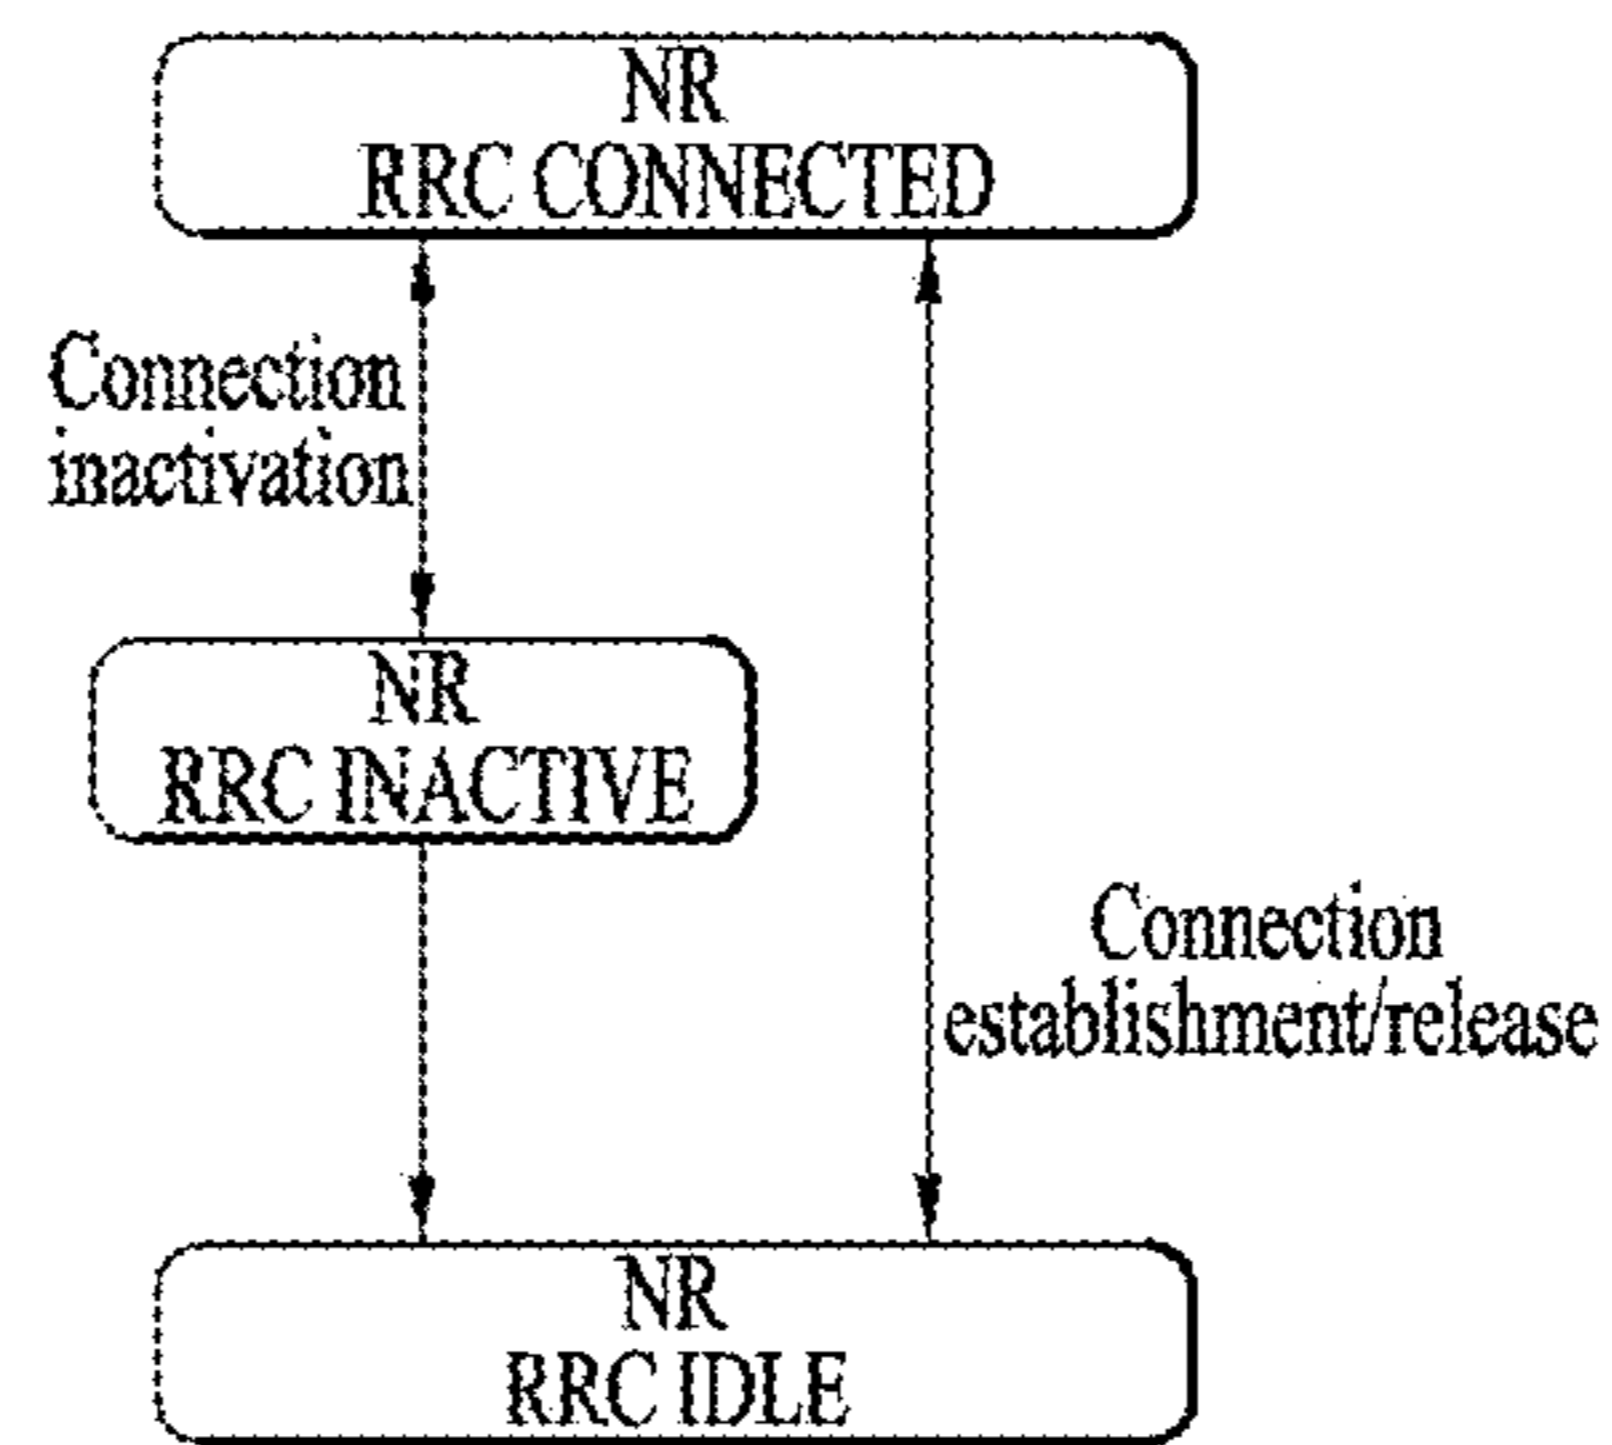 NR
RRC CONNECTED
Connection
inactivation
NR
RRC INACTIVE
Connection
establishment/release
NR
RRC IDLE